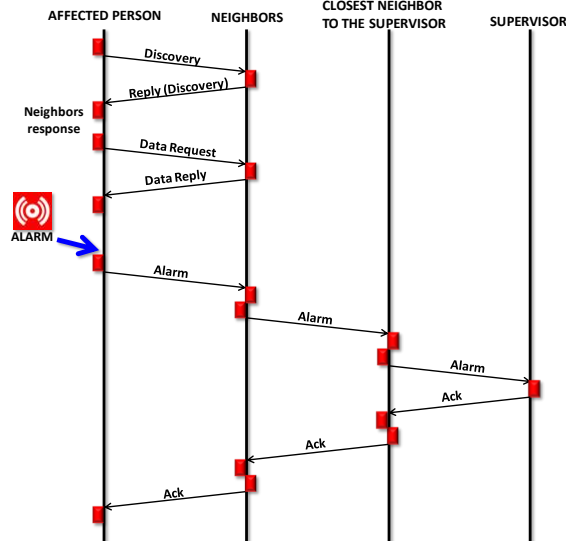 AFFECTED PERSON
NEIGHBORS
CLOSEST NEIGHBOR
TO THE SUPERVISOR
SUPERVISOR
Discovery
Reply (Discovery)
Neighbors
response
Data Request
Data Reply
ALARM
Alarm
Alarm
Alarm
Ack
Ack
Ack